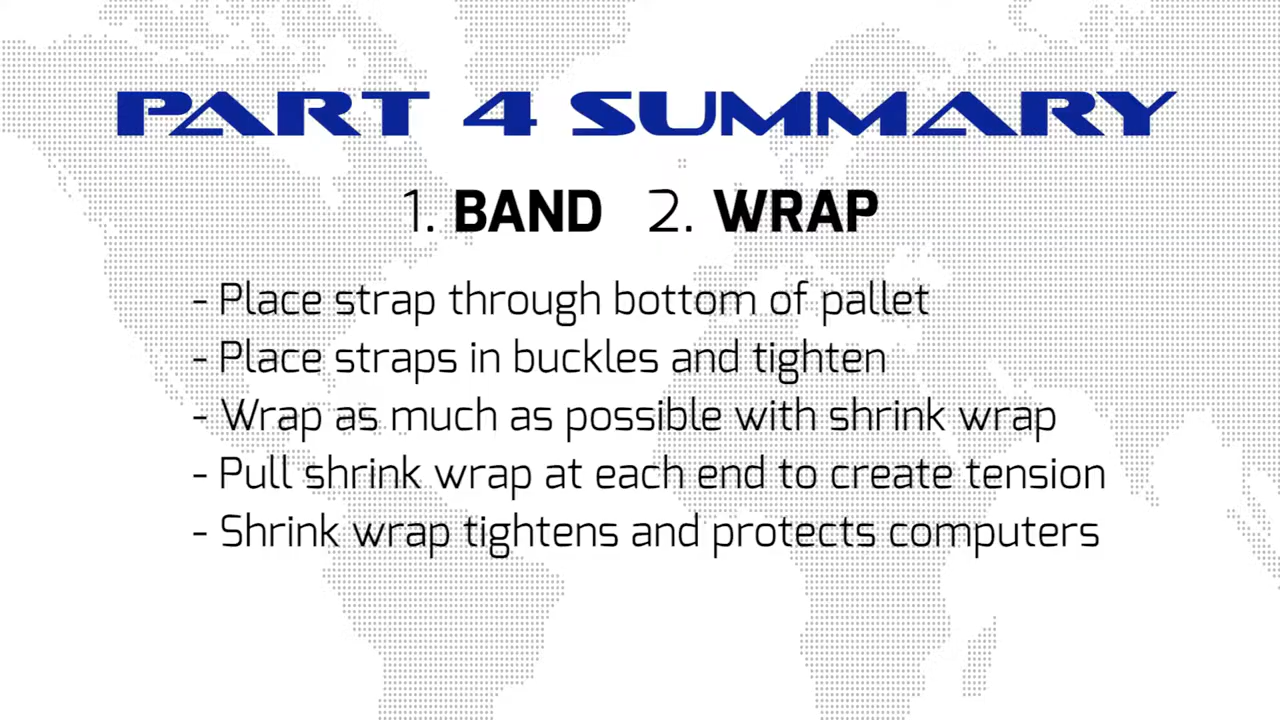 PART 4 SUMMARY
1. BAND 2. WRAP
- Place strap through bottom of pallet
- Place straps in buckles and tighten
- Wrap as much as possible with shrink wrap
- Pull shrink wrap at each end to create tension
- Shrink wrap tightens and protects computers